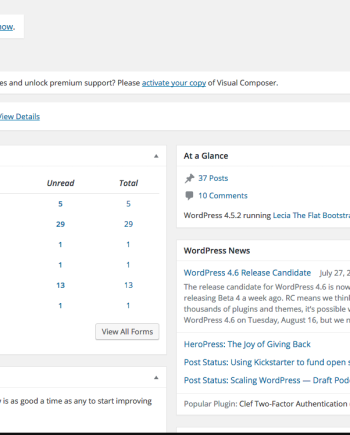 now.
es and unlock premium support? Please activate your copy of Visual Composer.
View Details
Unread Total
5 5
29 29
1 1
1 1
13 13
1 1
View All Forms
is as good a time as any to start improving
At a Glance
37 Posts
10 Comments
WordPress 4.5.2 running Lecia The Flat Bootstra
WordPress News
WordPress 4.6 Release Candidate July 27, 2
The release candidate for WordPress 4.6 is now
releasing Beta 4 a week ago. RC means we think
thousands of plugins and themes, it's possible
WordPress 4.6 on Tuesday, August 16, but we n
HeroPress: The Joy of Giving Back
Post Status: Using Kickstarter to fund open s
Post Status: Scaling WordPress — Draft Pod
Popular Plugin: Clef Two-Factor Authentication